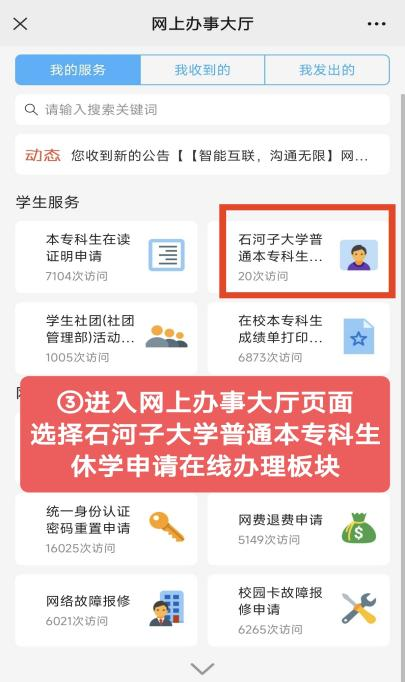 网上办事大厅
我的服务
我收到的
我发出的
请输入搜索关键词
动态 您收到新的公告【【智能互联，沟通无限】网...
学生服务
本专科生在读
证明申请
7104次访问
石河子大学普
通本专科生...
20次访问
学生社团(社团
管理部)活动...
1005次访问
在校本专科生
成绩单打印...
6873次访问
③进入网上办事大厅页面
选择石河子大学普通本专科生
休学申请在线办理板块
统一身份认证
密码重置申请
16025次访问
网费退费申请
5149次访问
网络故障报修
6021次访问
校园卡故障报
修申请
6265次访问